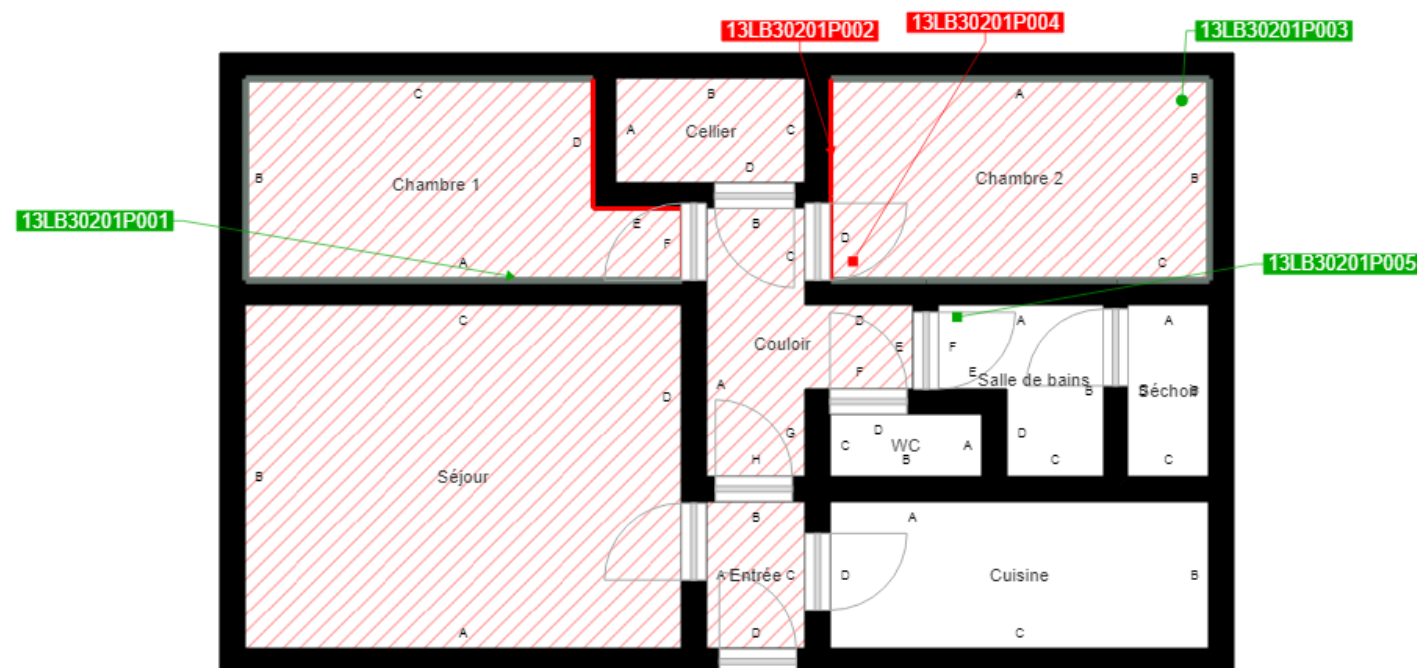 13LB30201P002
13LB30201P004
13LB30201P003
C
B
A
D
A
Cellier
C
B
Chambre 1
D
Chambre 2
B
13LB30201P001
E
F
A
B
C
D
C
13LB30201P005
C
D
A
A
Couloir
E
F
F
E
Salle de bains
Séchoir
B
B
A
D
G
H
D
C
WC
A
B
D
C
C
B
Séjour
A
B
A
Entrée
C
D
Cuisine
B
A
D
C